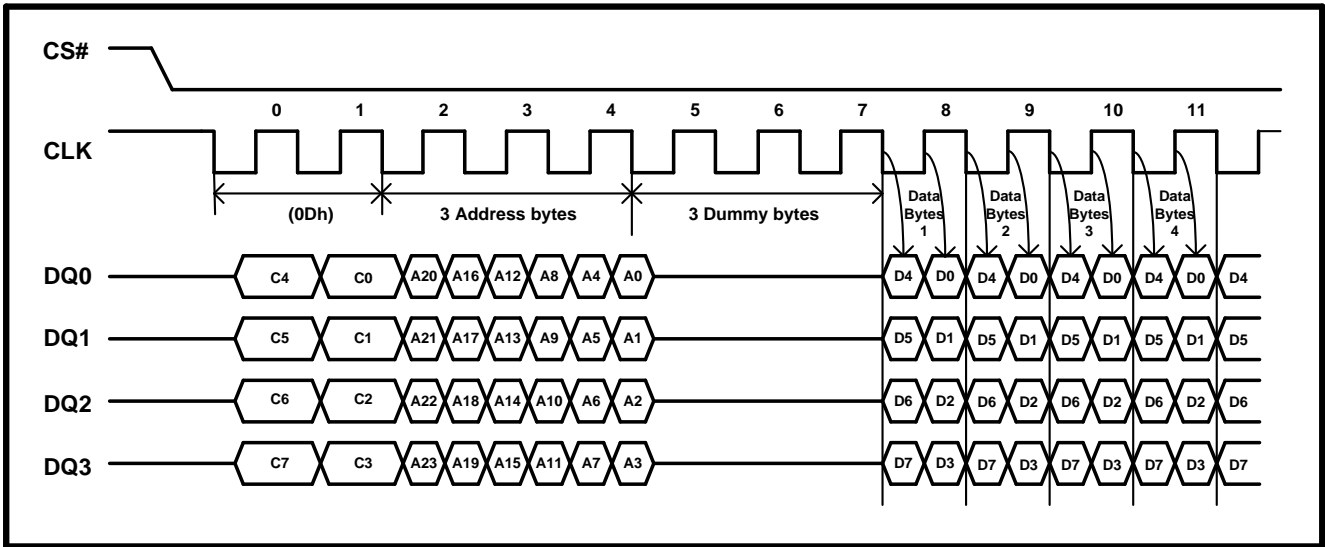 CS#
0 1 2 3 4 5 6 7 8 9 10 11
CLK
(0Dh) 3 Address bytes 3 Dummy bytes
Data Bytes 1
Data Bytes 2
Data Bytes 3
Data Bytes 4
DQ0 C4 C0 A20 A16 A12 A8 A4 A0 D4 D0 D4 D0 D4 D0 D4 D0 D4
DQ1 C5 C1 A21 A17 A13 A9 A5 A1 D5 D1 D5 D1 D5 D1 D5 D1 D5
DQ2 C6 C2 A22 A18 A14 A10 A6 A2 D6 D2 D6 D2 D6 D2 D6 D2 D6
DQ3 C7 C3 A23 A19 A15 A11 A7 A3 D7 D3 D7 D3 D7 D3 D7 D3 D7